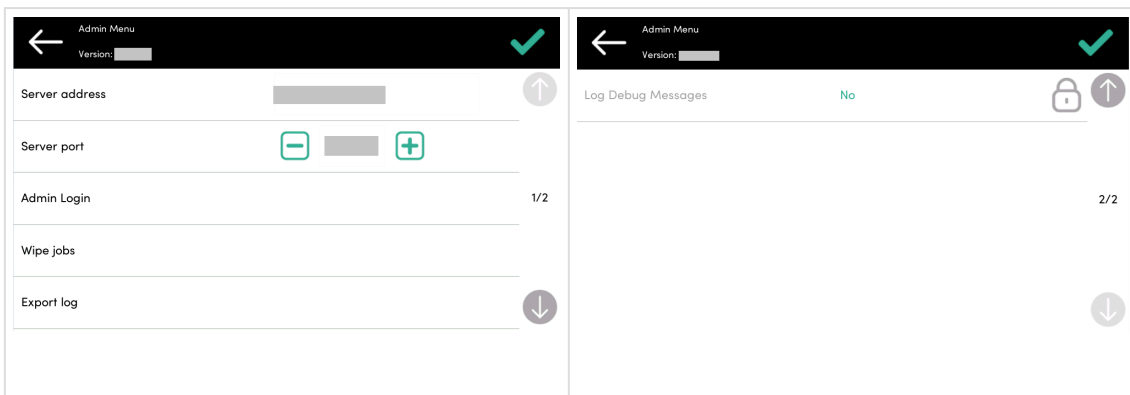 Admin Menu
Version:
Server address
Server port
Admin Login
1/2
Wipe jobs
Export log
Admin Menu
Version:
Log Debug Messages No
2/2